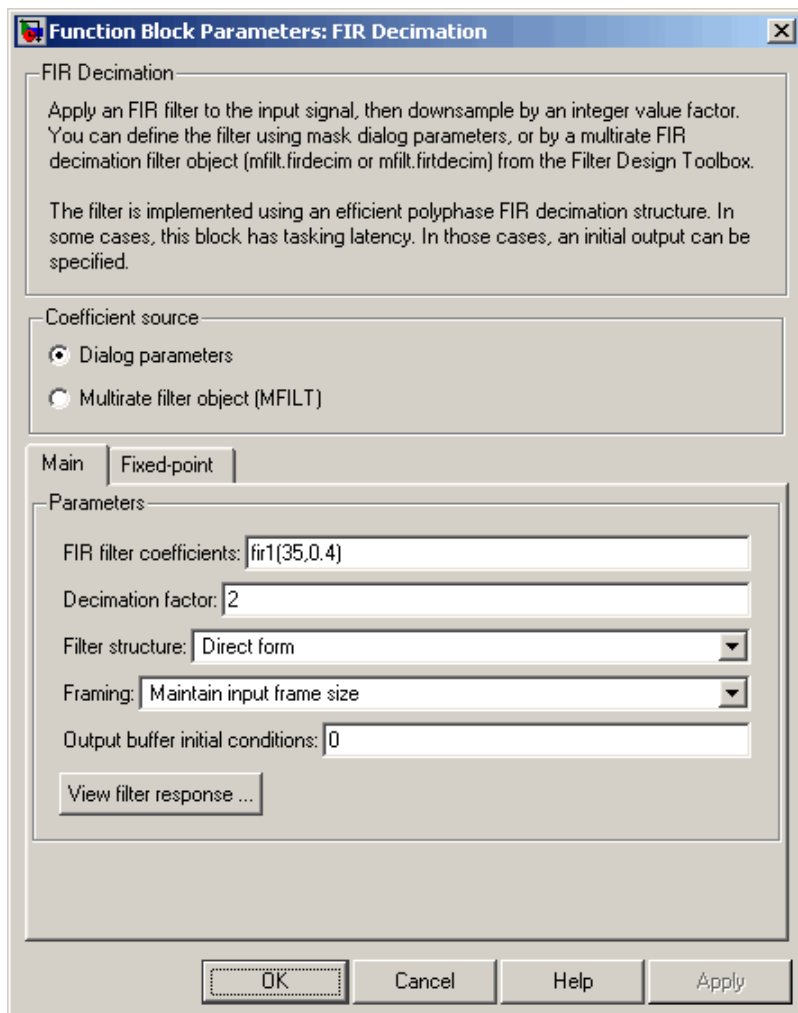 Function Block Parameters: FIR Decimation
FIR Decimation
Apply an FIR filter to the input signal, then downsample by an integer value factor.
You can define the filter using mask dialog parameters, or by a multirate FIR
decimation filter object (mfilt.firdecim or mfilt.firtdecim) from the Filter Design Toolbox.
The filter is implemented using an efficient polyphase FIR decimation structure. In
some cases, this block has tasking latency. In those cases, an initial output can be
specified.
Coefficient source
Dialog parameters
Multirate filter object (MFILT)
Main Fixed-point
Parameters
FIR filter coefficients: fir1(35,0.4)
Decimation factor: 2
Filter structure: Direct form
Framing: Maintain input frame size
Output buffer initial conditions: 0
View filter response ...
OK Cancel Help Apply